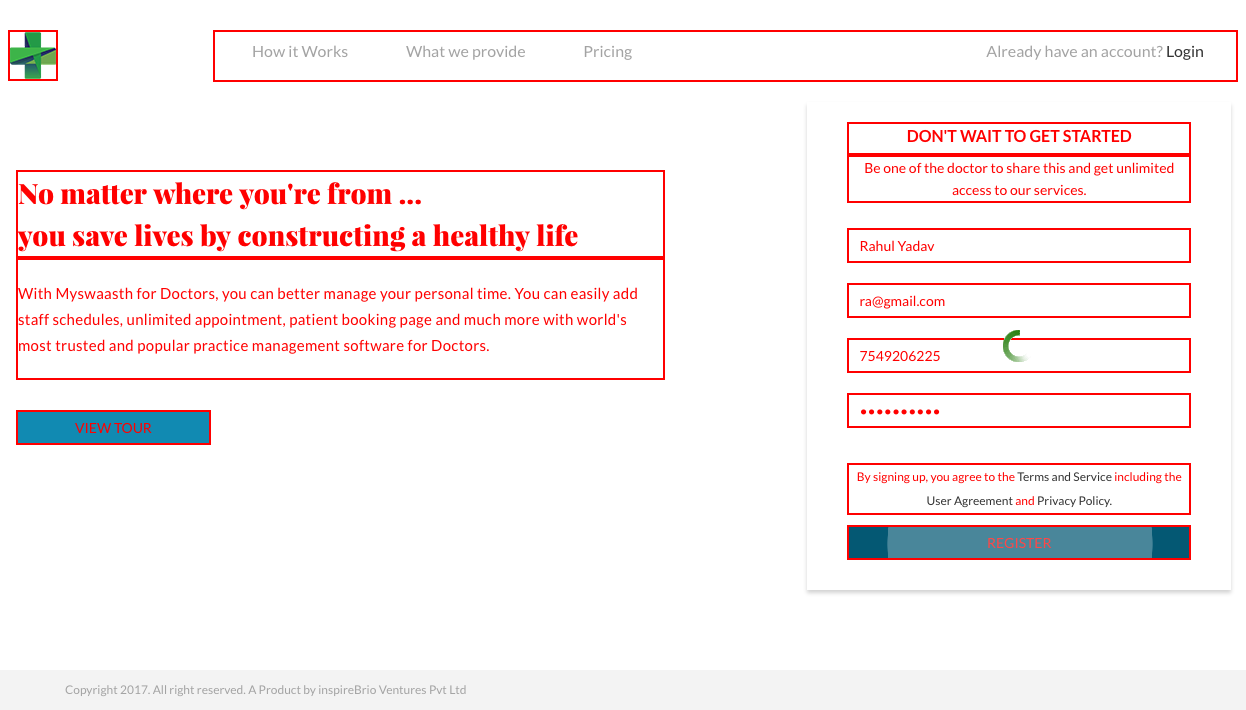 How it Works What we provide Pricing Already have an account? Login
No matter where you're from ...
you save lives by constructing a healthy life
With Myswaasth for Doctors, you can better manage your personal time. You can easily add
staff schedules, unlimited appointment, patient booking page and much more with world's
most trusted and popular practice management software for Doctors.
VIEW TOUR
DON'T WAIT TO GET STARTED
Be one of the doctor to share this and get unlimited
access to our services.
Rahul Yadav
ra@gmail.com
7549206225
••••••••••
By signing up, you agree to the Terms and Service including the
User Agreement and Privacy Policy.
REGISTER
Copyright 2017. All right reserved. A Product by inspireBrio Ventures Pvt Ltd